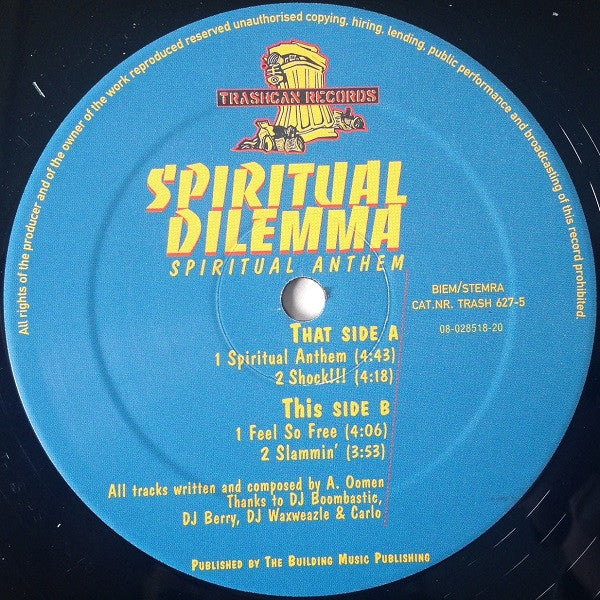 All rights of the producer and of the owner of the work reproduced reserved unauthorised copying, hiring, lending, public performance and broadcasting of this record prohibited.
TRASHCAN RECORDS
SPIRITUAL
DILEMMA
SPIRITUAL ANTHEM
BIEM/STEMRA
CAT.NR. TRASH 627-5
08-028518-20
THAT SIDE A
1 Spiritual Anthem (4:43)
2 Shock!!! (4:18)
THIS SIDE B
1 Feel So Free (4:06)
2 Slammin' (3:53)
All tracks written and composed by A. Oomen
Thanks to DJ Boombastic,
DJ Berry, DJ Waxweazle & Carlo
PUBLISHED BY THE BUILDING MUSIC PUBLISHING